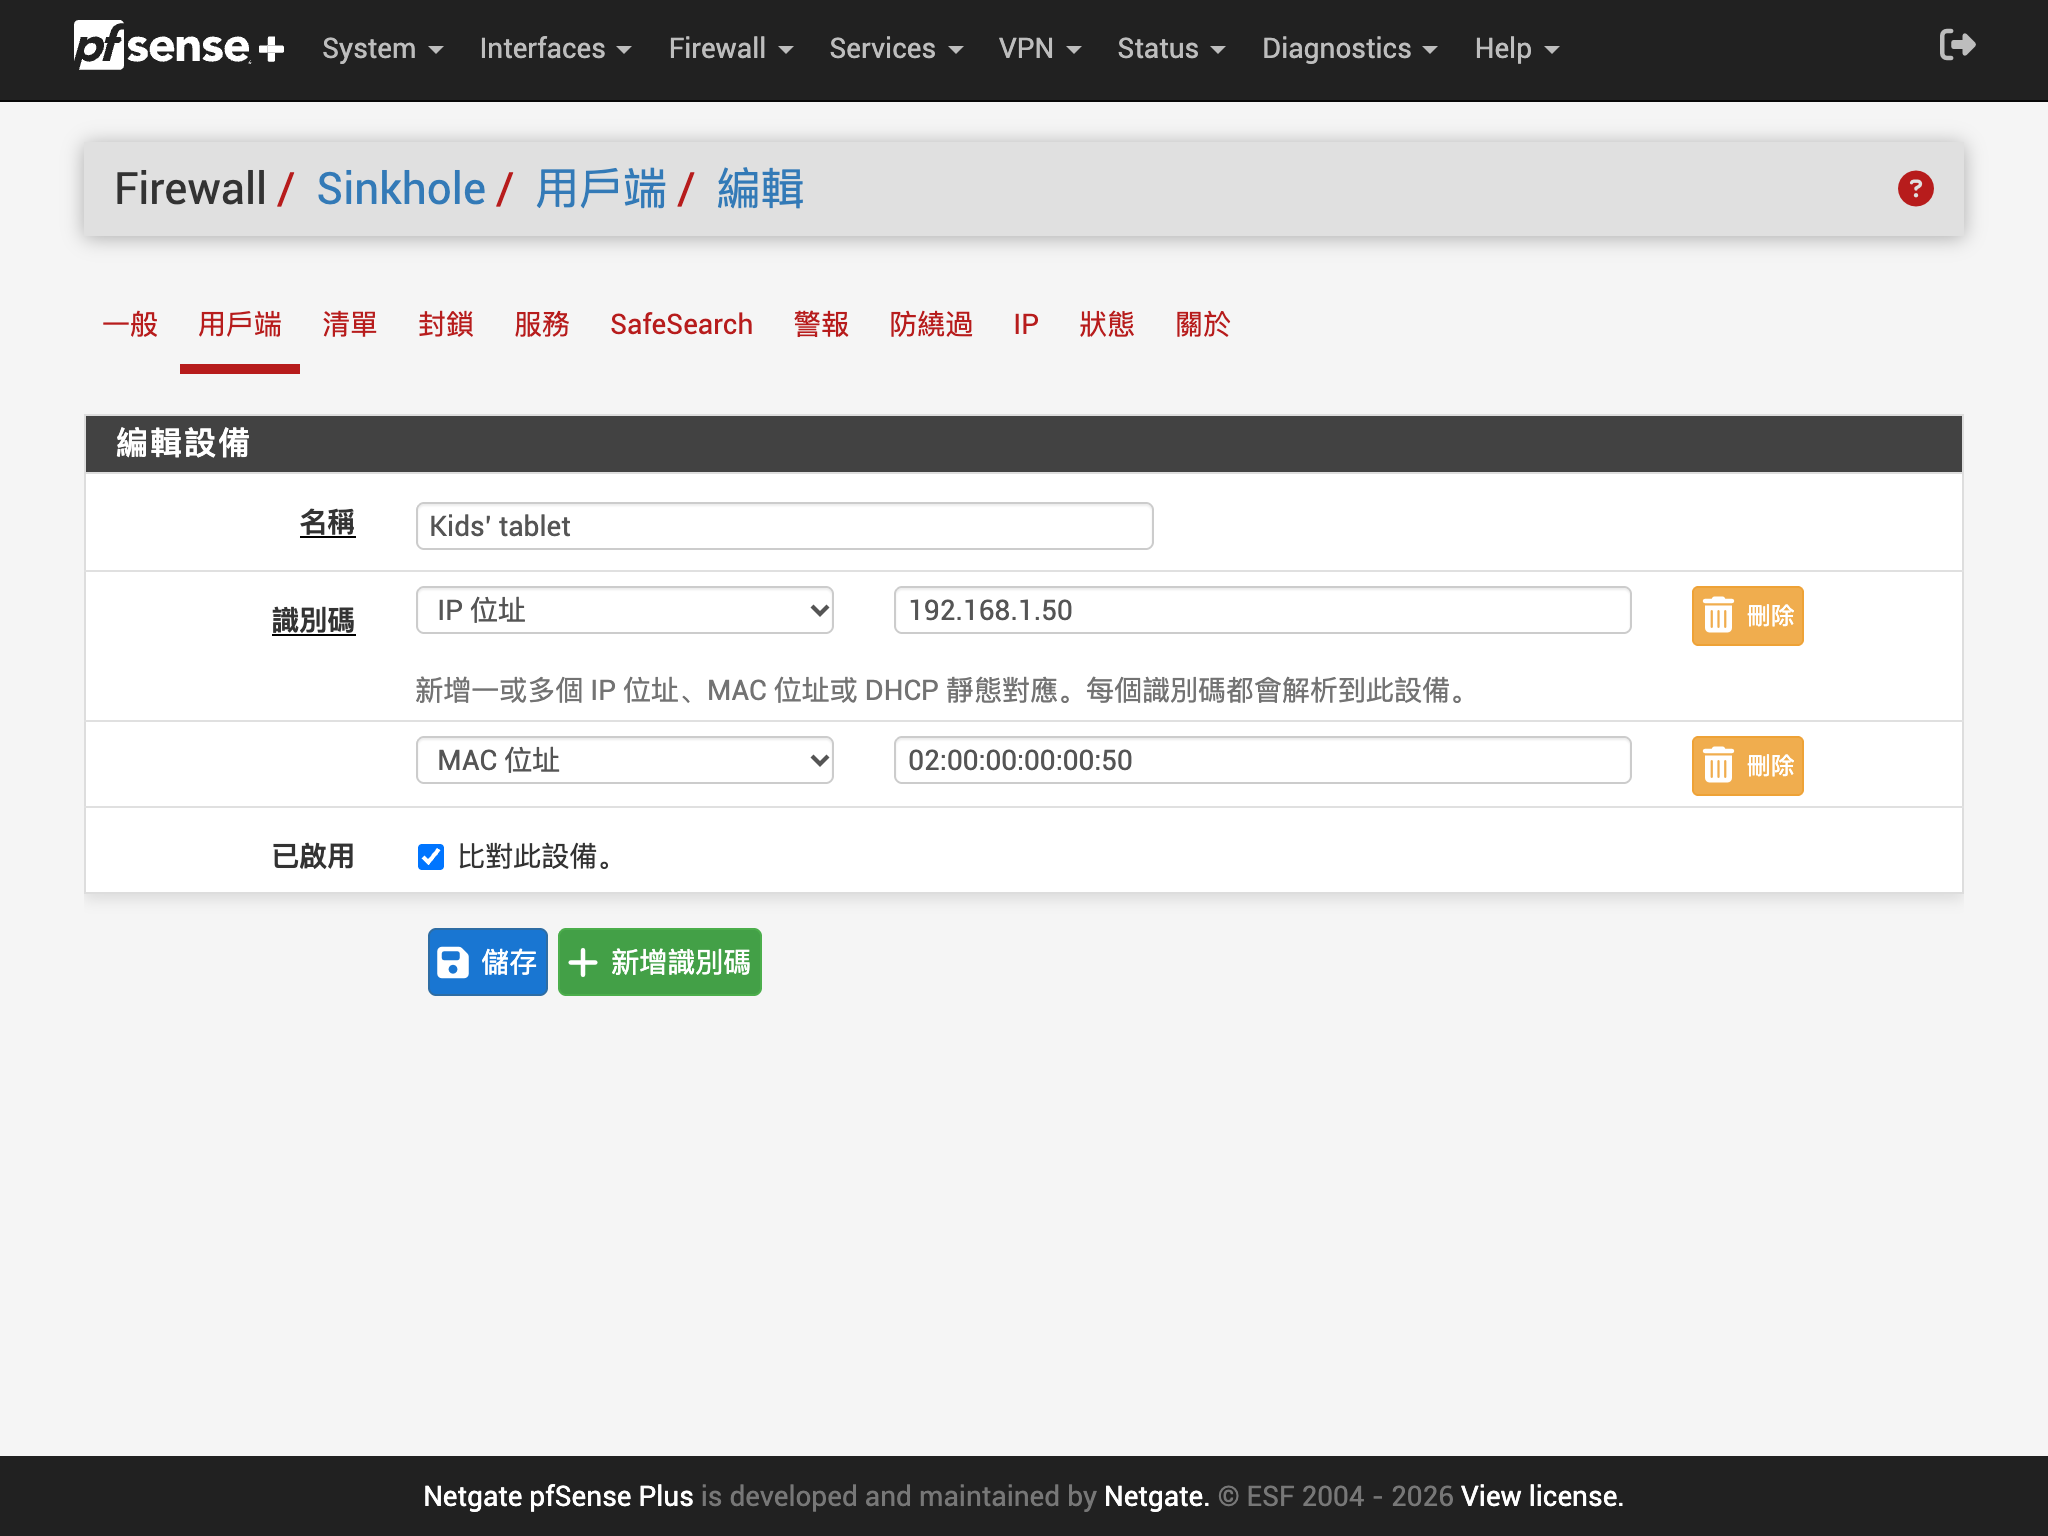 pfsense+ System Interfaces Firewall Services VPN Status Diagnostics Help
Firewall / Sinkhole / 用戶端 / 編輯
一般 用戶端 清單 封鎖 服務 SafeSearch 警報 防繞過 IP 狀態 關於
編輯設備
名稱 Kids' tablet
識別碼 IP 位址 192.168.1.50 刪除
新增一或多個 IP 位址、MAC 位址或 DHCP 靜態對應。每個識別碼都會解析到此設備。
MAC 位址 02:00:00:00:00:50 刪除
已啟用 比對此設備。
儲存 新增識別碼
Netgate pfSense Plus is developed and maintained by Netgate. © ESF 2004 - 2026 View license.